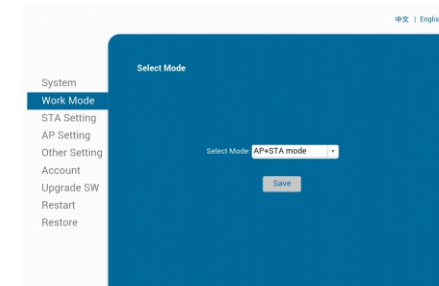 中文 | Englis
Select Mode
System
Work Mode
STA Setting
AP Setting
Other Setting
Account
Upgrade SW
Restart
Restore
Select Mode: AP+STA mode
Save